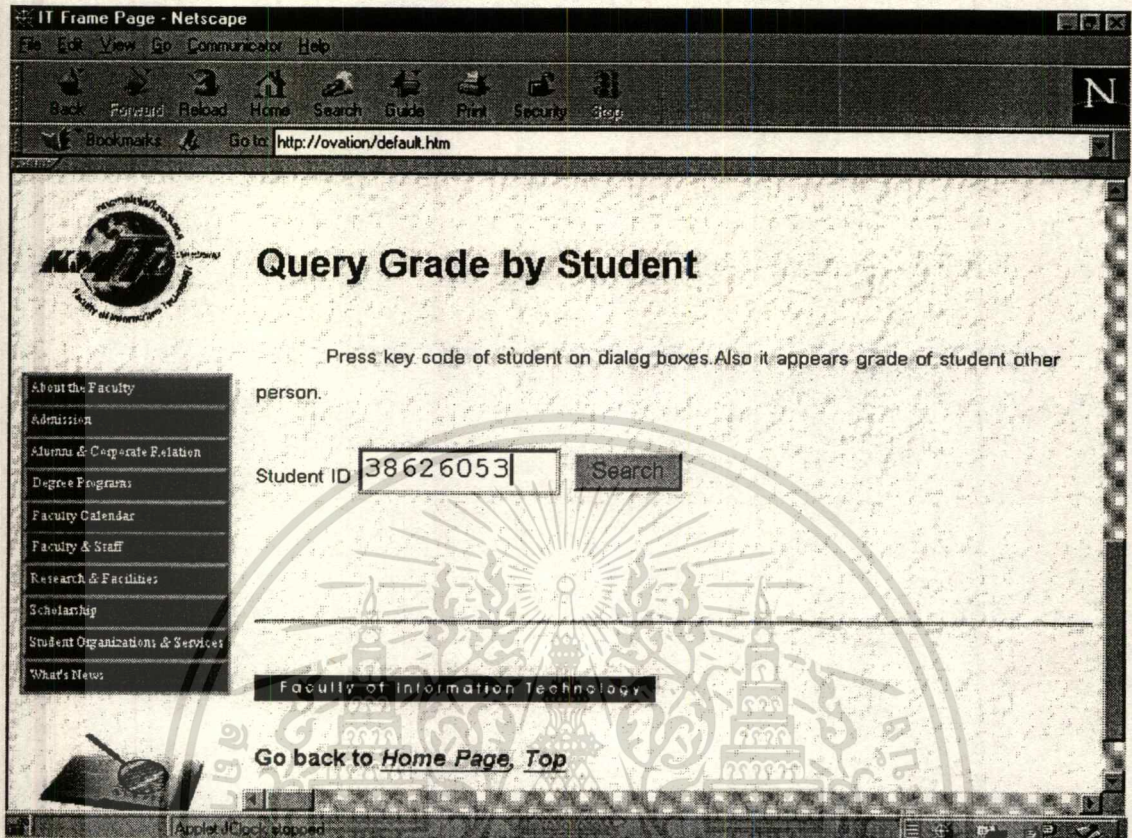 IT Frame Page - Netscape
File Edit View Go Communicator Help
Back Forward Reload Home Search Guide Print Security Stop
Bookmarks Go to: http://ovation/default.htm
Faculty of Information Technology
Query Grade by Student
Press key code of student on dialog boxes.Also it appears grade of student other
person.
Student ID 38626053 Search
About the Faculty
Admission
Alumni & Corporate Relation
Degree Programs
Faculty Calendar
Faculty & Staff
Research & Facilities
Scholarship
Student Organizations & Services
What's News
Faculty of Information Technology
Go back to Home Page, Top
Applet JClock stopped